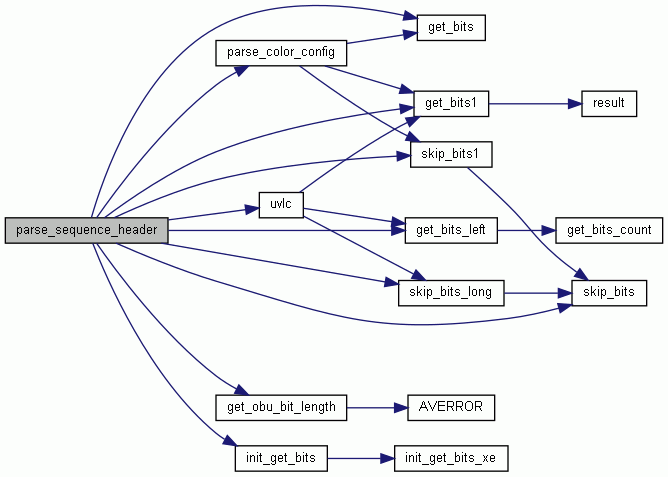 get_bits
parse_color_config
get_bits1
result
skip_bits1
uvlc
parse_sequence_header
get_bits_left
get_bits_count
skip_bits_long
skip_bits
get_obu_bit_length
AVERROR
init_get_bits
init_get_bits_xe